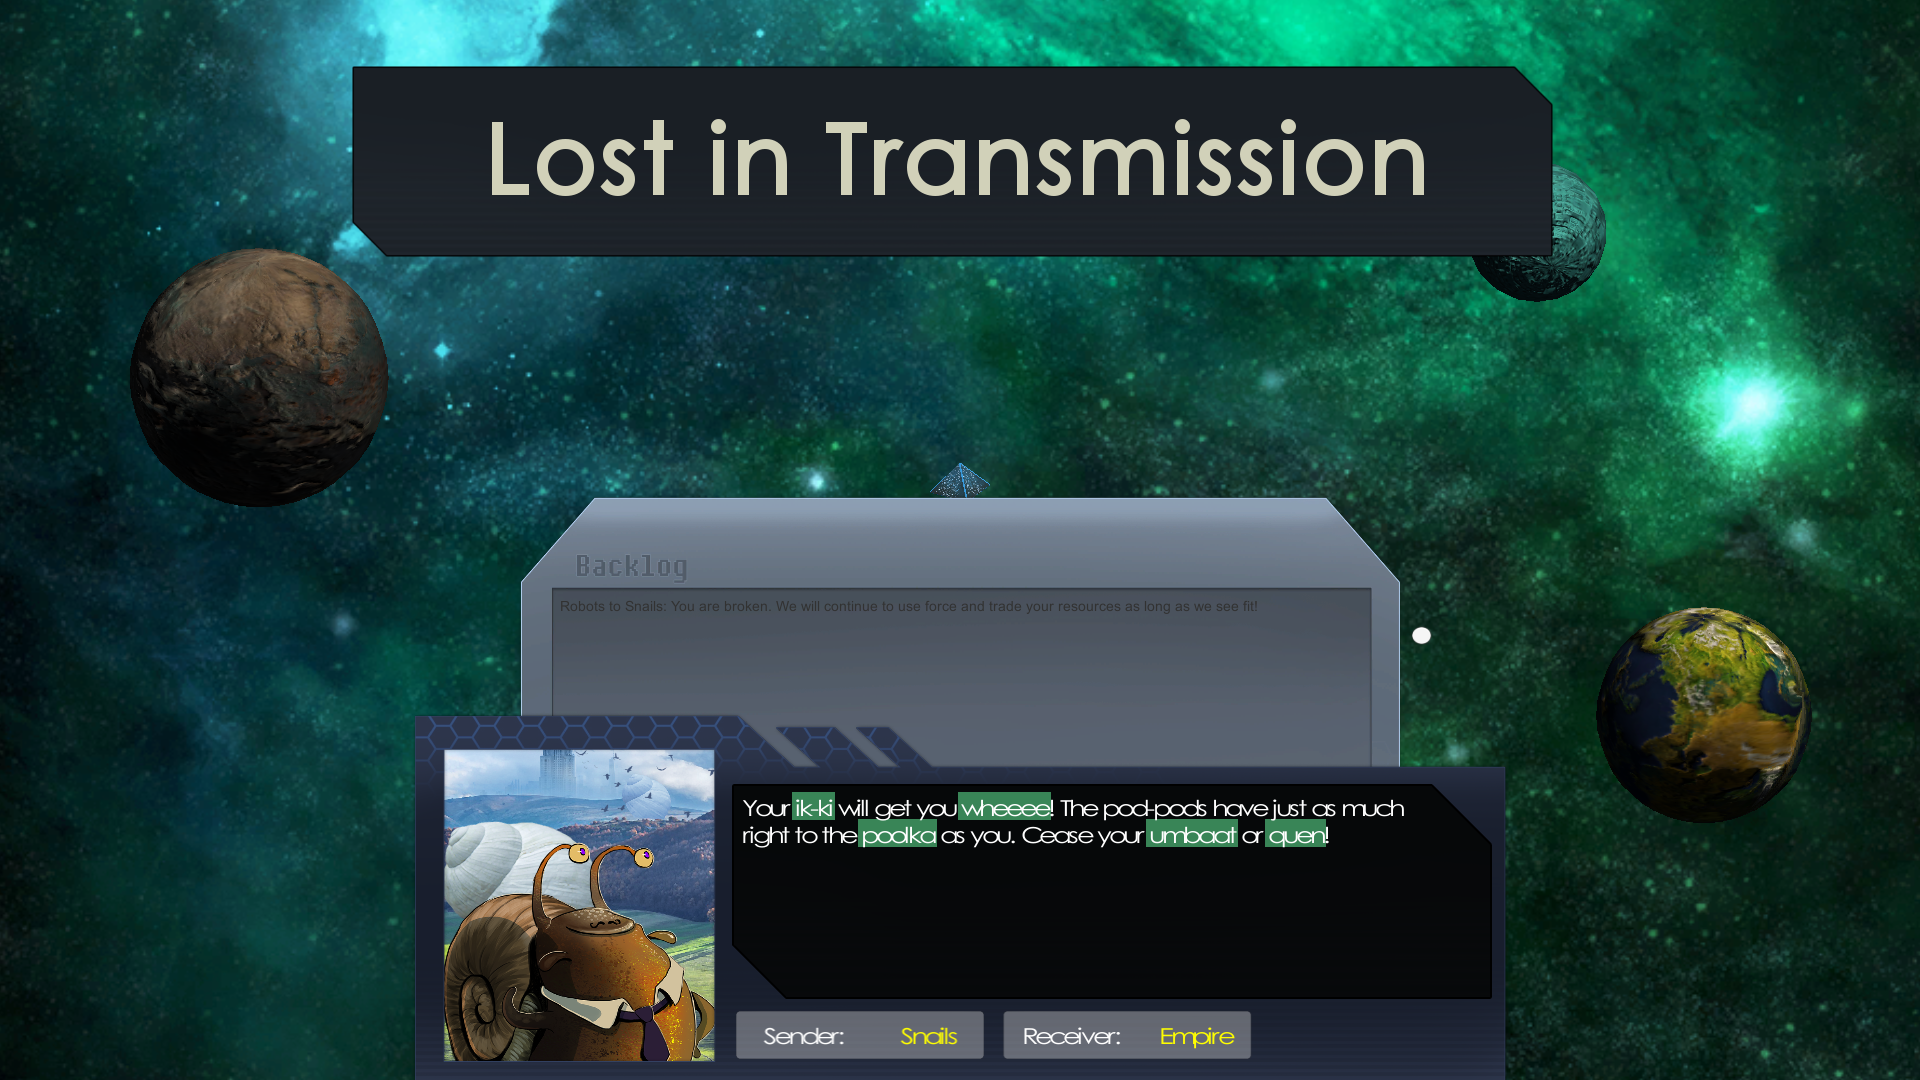 Lost in Transmission
Backlog
Robots to Snails: You are broken. We will continue to use force and trade your resources as long as we see fit!
Your ik-ki will get you wheeee! The pod-pods have just as much
right to the podka as you. Cease your umbaat or quen!
Sender: Snails
Receiver: Empire